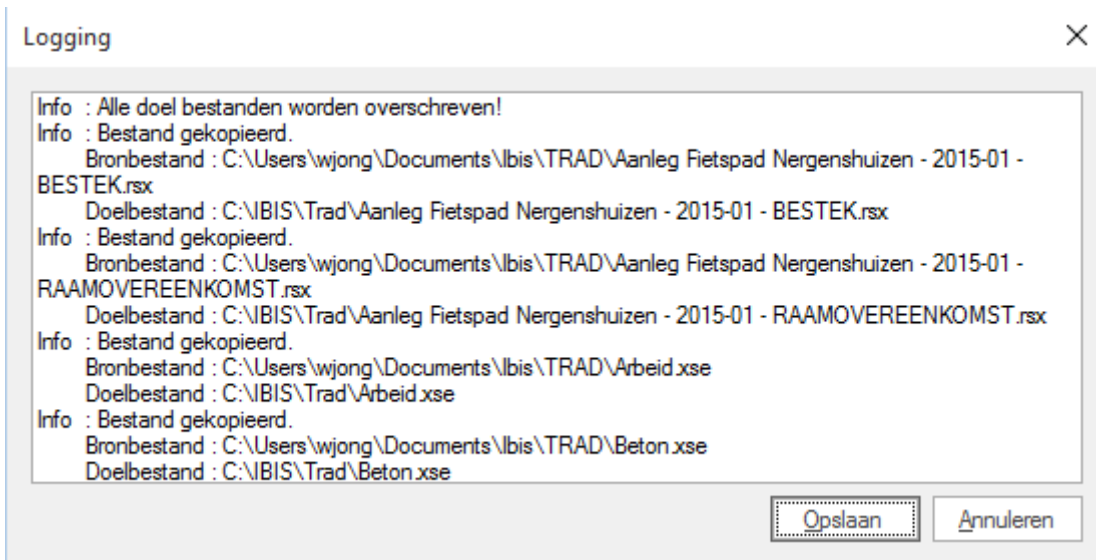 Logging
Info : Alle doel bestanden worden overschreven!
Info : Bestand gekopieerd.
Bronbestand : C:\Users\wjong\Documents\Ibis\TRAD\Aanleg Fietspad Nergenshuizen - 2015-01 -
BESTEK.rsx
Doelbestand : C:\IBIS\Trad\Aanleg Fietspad Nergenshuizen - 2015-01 - BESTEK.rsx
Info : Bestand gekopieerd.
Bronbestand : C:\Users\wjong\Documents\Ibis\TRAD\Aanleg Fietspad Nergenshuizen - 2015-01 -
RAAMOVEREENKOMST.rsx
Doelbestand : C:\IBIS\Trad\Aanleg Fietspad Nergenshuizen - 2015-01 - RAAMOVEREENKOMST.rsx
Info : Bestand gekopieerd.
Bronbestand : C:\Users\wjong\Documents\Ibis\TRAD\Arbeid.xse
Doelbestand : C:\IBIS\Trad\Arbeid.xse
Info : Bestand gekopieerd.
Bronbestand : C:\Users\wjong\Documents\Ibis\TRAD\Beton.xse
Doelbestand : C:\IBIS\Trad\Beton.xse
Opslaan
Annuleren